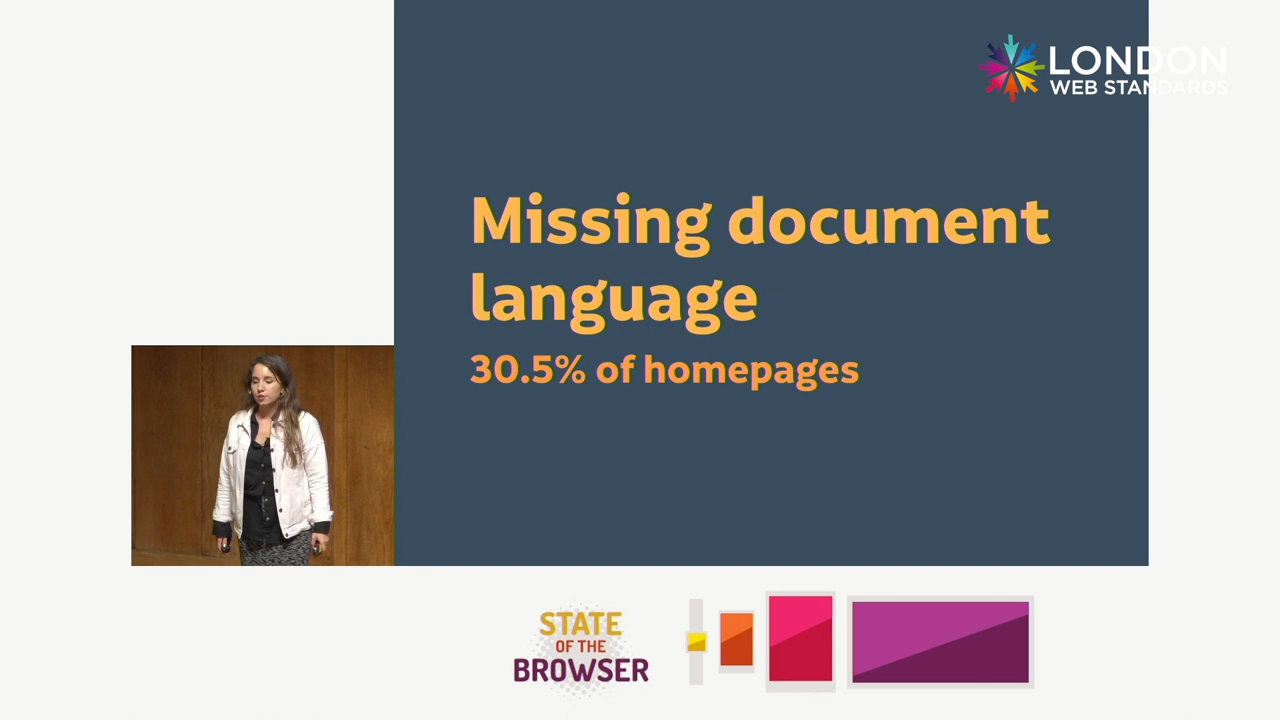 LONDON
WEB STANDARDS
Missing document
language
30.5% of homepages
STATE
OF THE
BROWSER